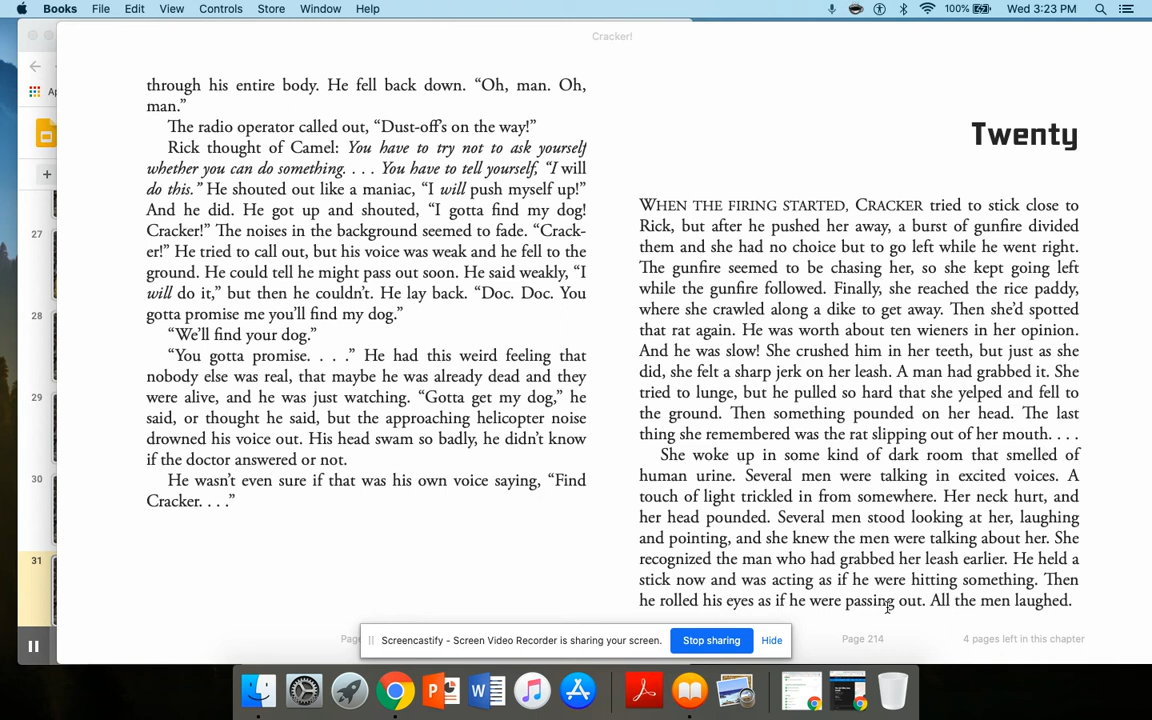 Books File Edit View Controls Store Window Help 100% Wed 3:23 PM
Cracker!
through his entire body. He fell back down. “Oh, man. Oh,
man.”
The radio operator called out, “Dust-off’s on the way!”
Rick thought of Camel: You have to try not to ask yourself
whether you can do something. . . . You have to tell yourself, “I will
do this.” He shouted out like a maniac, “I will push myself up!”
And he did. He got up and shouted, “I gotta find my dog!
Cracker!” The noises in the background seemed to fade. “Crack-
er!” He tried to call out, but his voice was weak and he fell to the
ground. He could tell he might pass out soon. He said weakly, “I
will do it,” but then he couldn’t. He lay back. “Doc. Doc. You
gotta promise me you’ll find my dog.”
“We’ll find your dog.”
“You gotta promise. . . .” He had this weird feeling that
nobody else was real, that maybe he was already dead and they
were alive, and he was just watching. “Gotta get my dog,” he
said, or thought he said, but the approaching helicopter noise
drowned his voice out. His head swam so badly, he didn’t know
if the doctor answered or not.
He wasn’t even sure if that was his own voice saying, “Find
Cracker. . . .”
Twenty
WHEN THE FIRING STARTED, CRACKER tried to stick close to
Rick, but after he pushed her away, a burst of gunfire divided
them and she had no choice but to go left while he went right.
The gunfire seemed to be chasing her, so she kept going left
while the gunfire followed. Finally, she reached the rice paddy,
where she crawled along a dike to get away. Then she’d spotted
that rat again. He was worth about ten wieners in her opinion.
And he was slow! She crushed him in her teeth, but just as she
did, she felt a sharp jerk on her leash. A man had grabbed it. She
tried to lunge, but he pulled so hard that she yelped and fell to
the ground. Then something pounded on her head. The last
thing she remembered was the rat slipping out of her mouth. . . .
She woke up in some kind of dark room that smelled of
human urine. Several men were talking in excited voices. A
touch of light trickled in from somewhere. Her neck hurt, and
her head pounded. Several men stood looking at her, laughing
and pointing, and she knew the men were talking about her. She
recognized the man who had grabbed her leash earlier. He held a
stick now and was acting as if he were hitting something. Then
he rolled his eyes as if he were passing out. All the men laughed.
Page 214 4 pages left in this chapter
Screencastify - Screen Video Recorder is sharing your screen. Stop sharing Hide
27
28
29
30
31